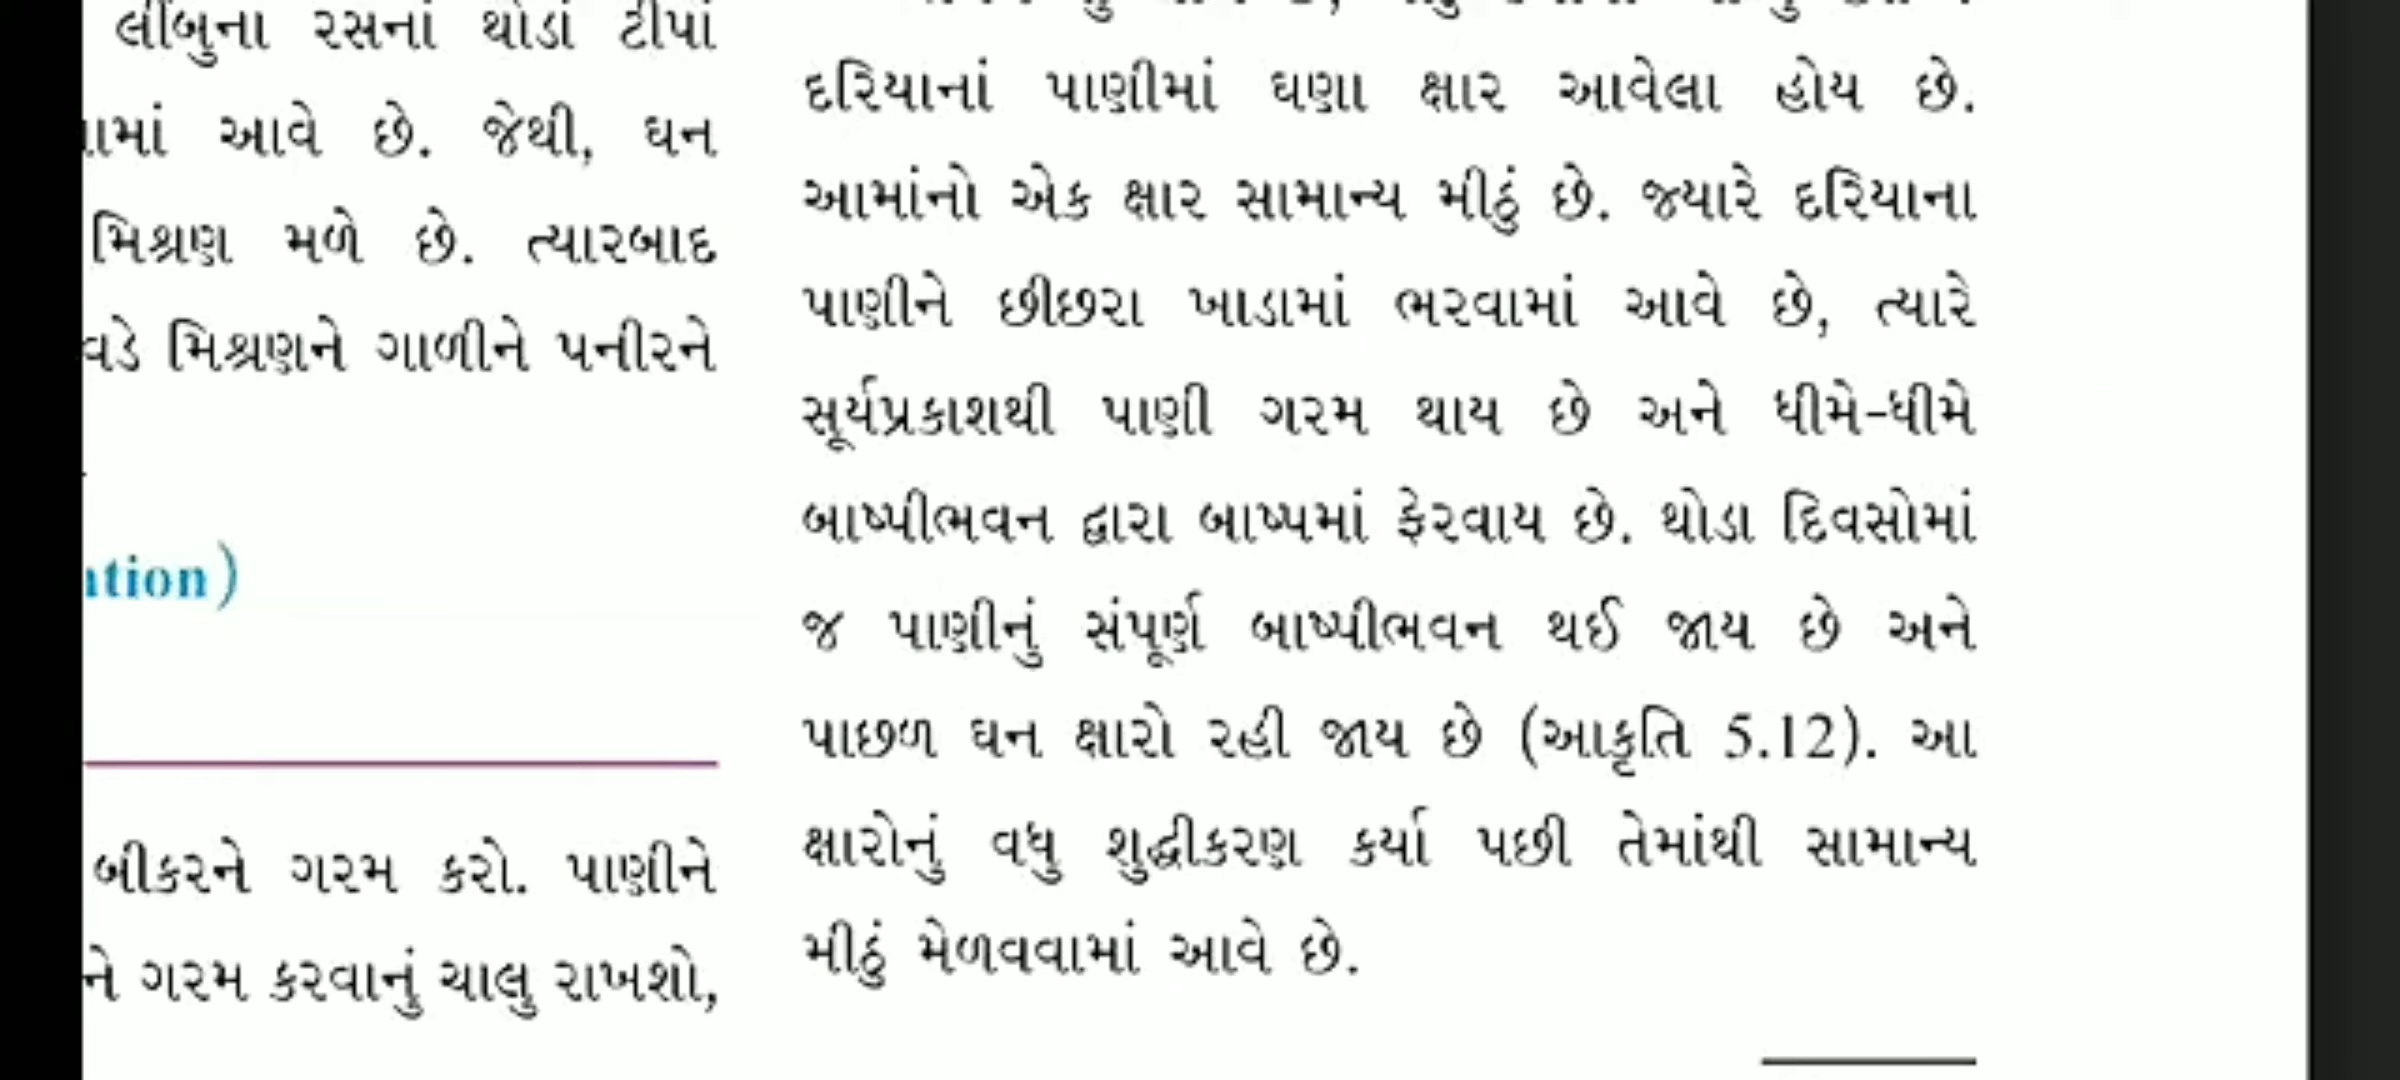 લીંબુના રસનાં થોડાં ટીપાં
આવે છે. જેથી, ઘન
મિશ્રણ મળે છે. ત્યારબાદ
વડે મિશ્રણને ગાળીને પનીરને
tion)
બીકરને ગરમ કરો. પાણીને
ને ગરમ કરવાનું ચાલુ રાખશો,
દરિયાનાં પાણીમાં ઘણા ક્ષાર આવેલા હોય છે.
આમાંનો એક ક્ષાર સામાન્ય મીઠું છે. જ્યારે દરિયાના
પાણીને છીછરા ખાડામાં ભરવામાં આવે છે, ત્યારે
સૂર્યપ્રકાશથી પાણી ગરમ થાય છે અને ધીમે-ધીમે
બાષ્પીભવન દ્વારા બાષ્પમાં ફેરવાય છે. થોડા દિવસોમાં
જ પાણીનું સંપૂર્ણ બાષ્પીભવન થઈ જાય છે અને
પાછળ ઘન ક્ષારો રહી જાય છે (આકૃતિ 5.12). આ
ક્ષારોનું વધુ શુદ્ધીકરણ કર્યા પછી તેમાંથી સામાન્ય
મીઠું મેળવવામાં આવે છે.